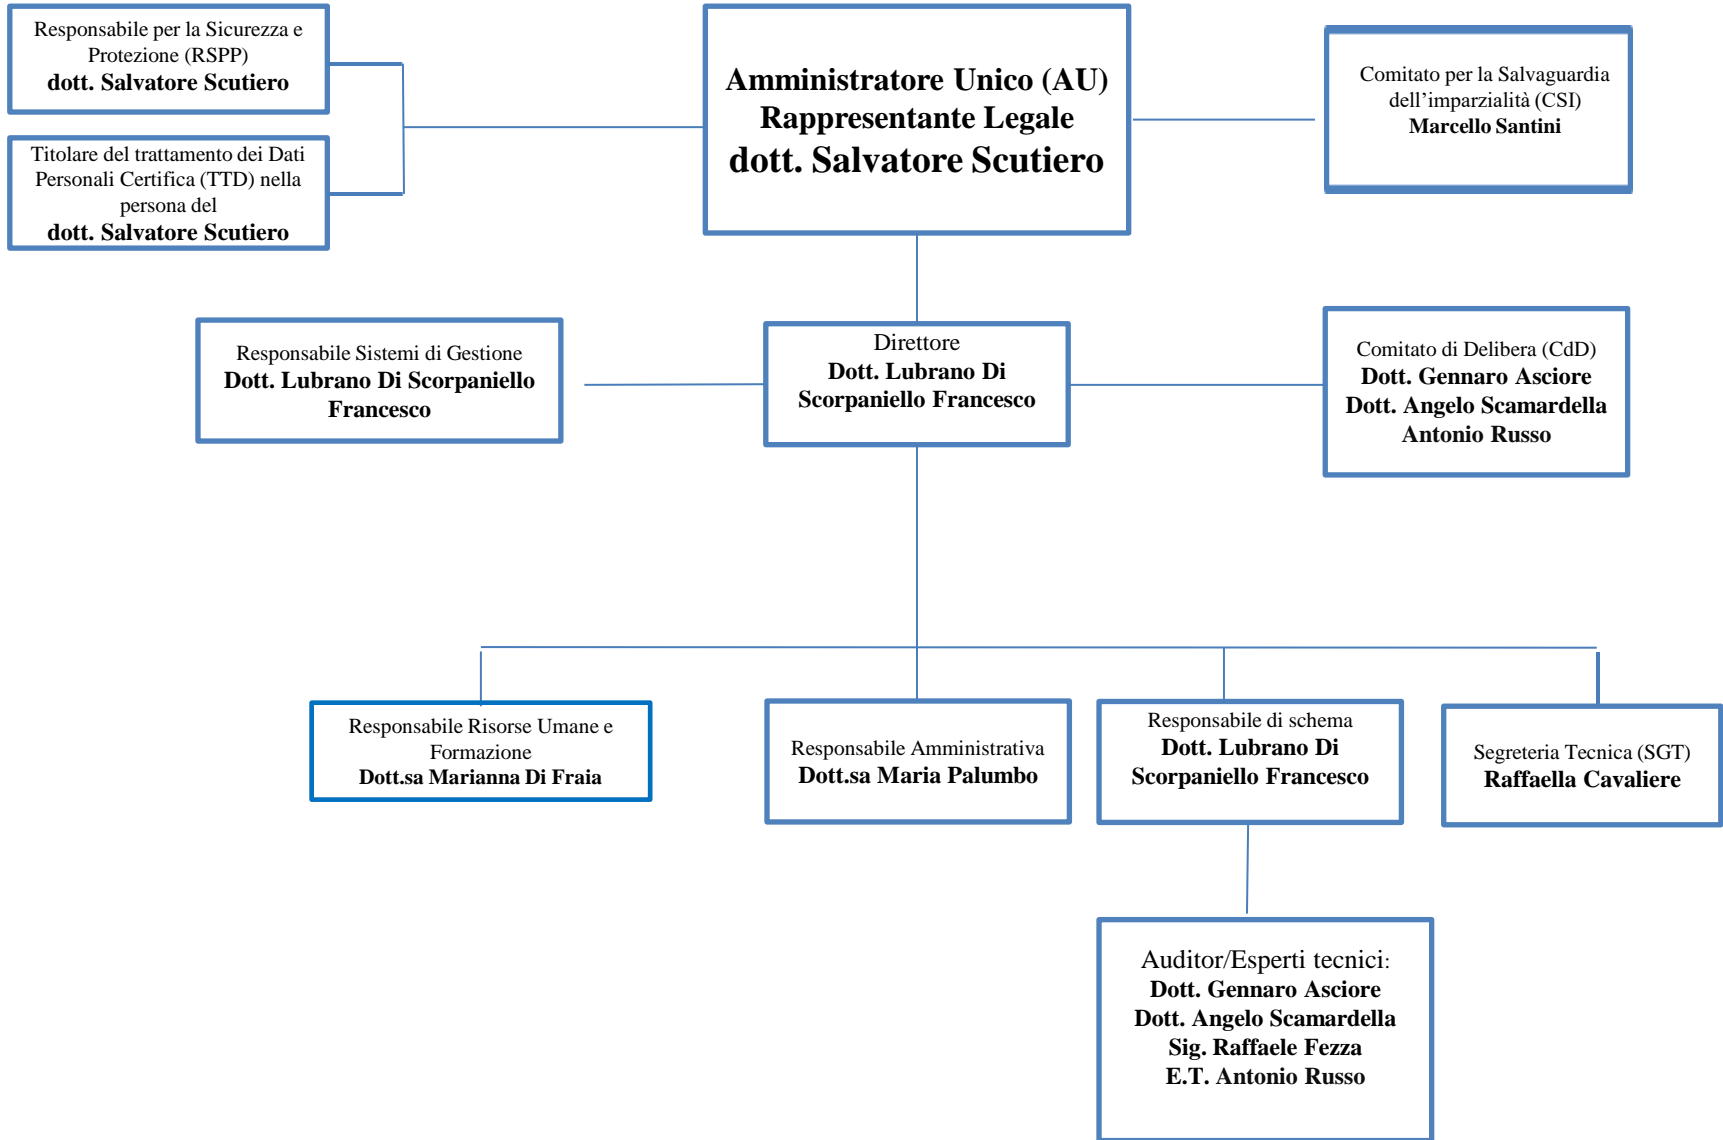 Responsabile per la Sicurezza e
Protezione (RSPP)
dott. Salvatore Scutiero
Titolare del trattamento dei Dati
Personali Certifica (TTD) nella
persona del
dott. Salvatore Scutiero
Amministratore Unico (AU)
Rappresentante Legale
dott. Salvatore Scutiero
Comitato per la Salvaguardia
dell’imparzialità (CSI)
Marcello Santini
Responsabile Sistemi di Gestione
Dott. Lubrano Di Scorpaniello
Francesco
Direttore
Dott. Lubrano Di
Scorpaniello Francesco
Comitato di Delibera (CdD)
Dott. Gennaro Asciore
Dott. Angelo Scamardella
Antonio Russo
Responsabile Risorse Umane e
Formazione
Dott.sa Marianna Di Fraia
Responsabile Amministrativa
Dott.sa Maria Palumbo
Responsabile di schema
Dott. Lubrano Di
Scorpaniello Francesco
Segreteria Tecnica (SGT)
Raffaella Cavaliere
Auditor/Esperti tecnici:
Dott. Gennaro Asciore
Dott. Angelo Scamardella
Sig. Raffaele Fezza
E.T. Antonio Russo